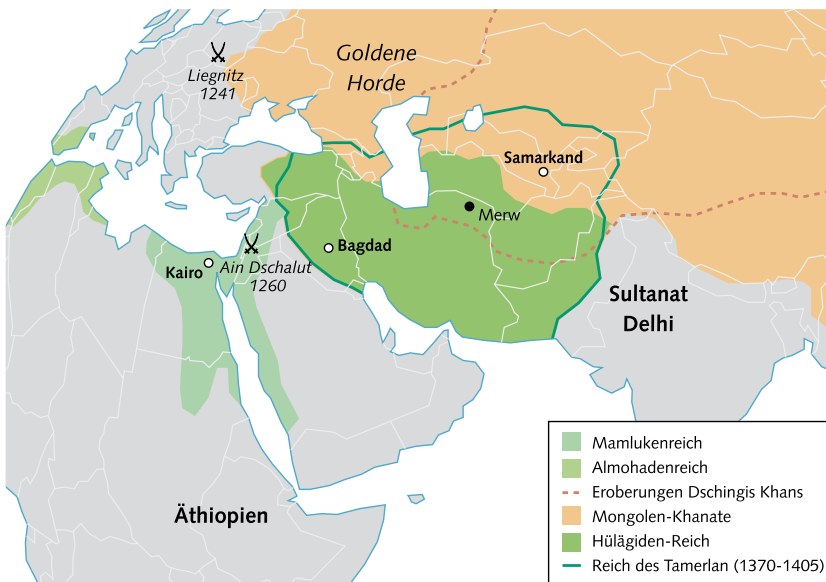 Goldene
Horde
Liegnitz
1241
Samarkand
Merw
Bagdad
Kairo
Ain Dschalut
1260
Sultanat
Delhi
Äthiopien
Mamlukenreich
Almohadenreich
Eroberungen Dschingis Khans
Mongolen-Khanate
Hülägiden-Reich
Reich des Tamerlan (1370-1405)